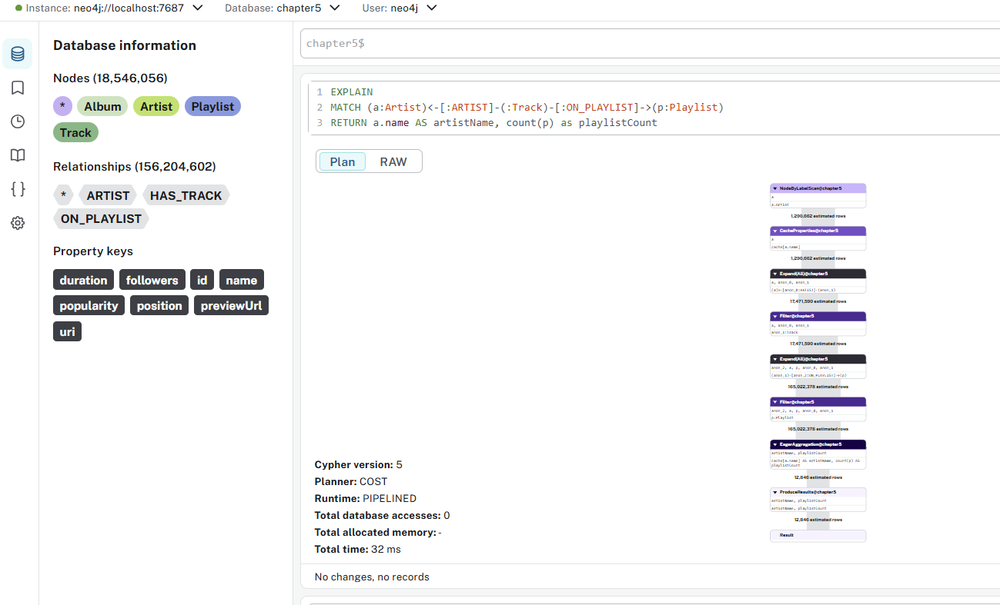 Instance: neo4j://localhost:7687 Database: chapter5 User: neo4j
Database information
Nodes (18,546,056)
* Album Artist Playlist
Track
Relationships (156,204,602)
* ARTIST HAS_TRACK
ON_PLAYLIST
Property keys
duration followers id name
popularity position previewUrl
uri
chapter5$
1 EXPLAIN
2 MATCH (a:Artist)<-[:ARTIST]-(:Track)-[:ON_PLAYLIST]->(p:Playlist)
3 RETURN a.name AS artistName, count(p) as playlistCount
Plan RAW
NodeByLabelScan@chapter5
a
a:Artist
1,290,662 estimated rows
CacheProperties@chapter5
a
cache[a.name]
1,290,662 estimated rows
Expand(All)@chapter5
a, anon_0, anon_1
(a)<-[anon_0:ARTIST]-(anon_1)
17,471,590 estimated rows
Filter@chapter5
a, anon_0, anon_1
anon_1:Track
17,471,590 estimated rows
Expand(All)@chapter5
anon_2, a, p, anon_0, anon_1
(anon_1)-[anon_2:ON_PLAYLIST]->(p)
165,022,378 estimated rows
Filter@chapter5
anon_2, a, p, anon_0, anon_1
p:Playlist
165,022,378 estimated rows
EagerAggregation@chapter5
artistName, playlistCount
cache[a.name] AS artistName, count(p) AS
playlistCount
12,846 estimated rows
ProduceResults@chapter5
artistName, playlistCount
artistName, playlistCount
12,846 estimated rows
Result
Cypher version: 5
Planner: COST
Runtime: PIPELINED
Total database accesses: 0
Total allocated memory: -
Total time: 32 ms
No changes, no records